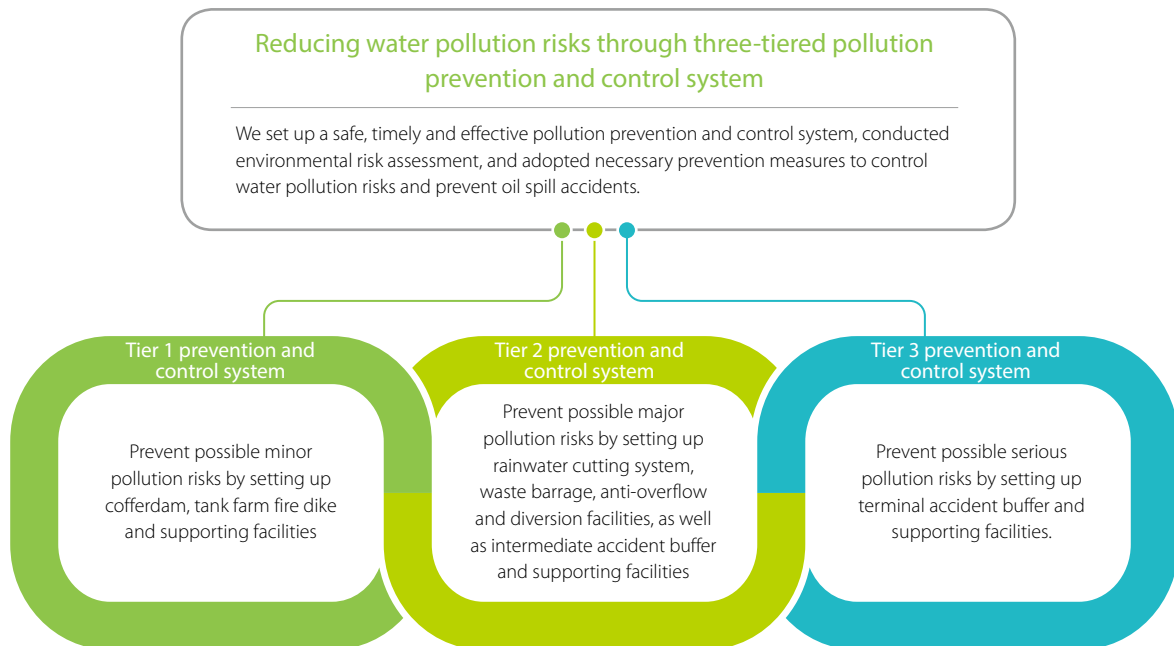 Reducing water pollution risks through three-tiered pollution
prevention and control system
We set up a safe, timely and effective pollution prevention and control system, conducted
environmental risk assessment, and adopted necessary prevention measures to control
water pollution risks and prevent oil spill accidents.
Tier 1 prevention and
control system
Prevent possible minor
pollution risks by setting up
cofferdam, tank farm fire dike
and supporting facilities
Tier 2 prevention and
control system
Prevent possible major
pollution risks by setting up
rainwater cutting system,
waste barrage, anti-overflow
and diversion facilities, as well
as intermediate accident buffer
and supporting facilities
Tier 3 prevention and
control system
Prevent possible serious
pollution risks by setting up
terminal accident buffer and
supporting facilities.